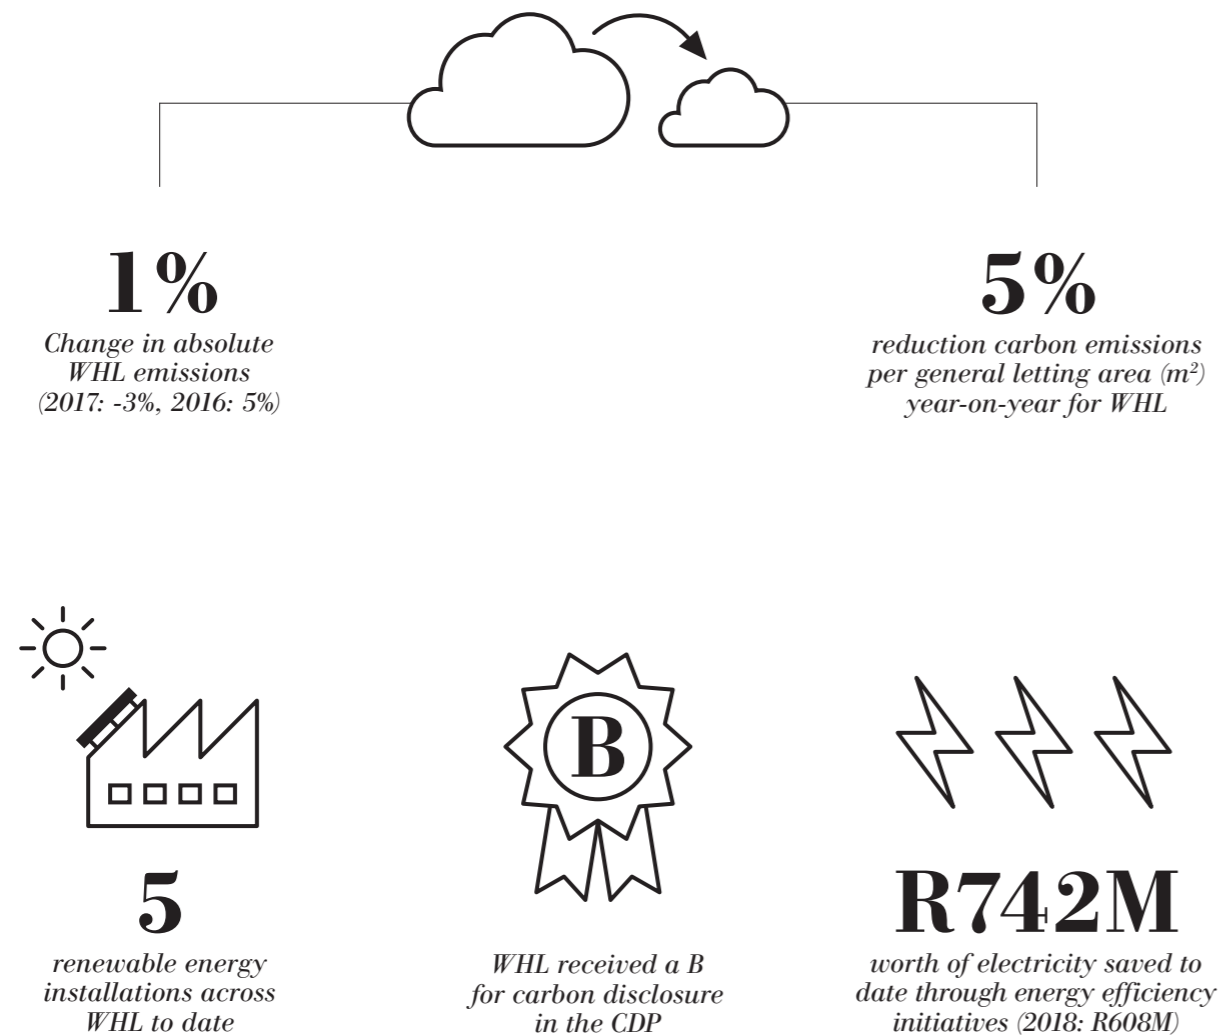 1%
Change in absolute
WHL emissions
(2017: -3%, 2016: 5%)
5%
reduction carbon emissions
per general letting area (m²)
year-on-year for WHL
5
renewable energy
installations across
WHL to date
B
WHL received a B
for carbon disclosure
in the CDP
R742M
worth of electricity saved to
date through energy efficiency
initiatives (2018: R608M)